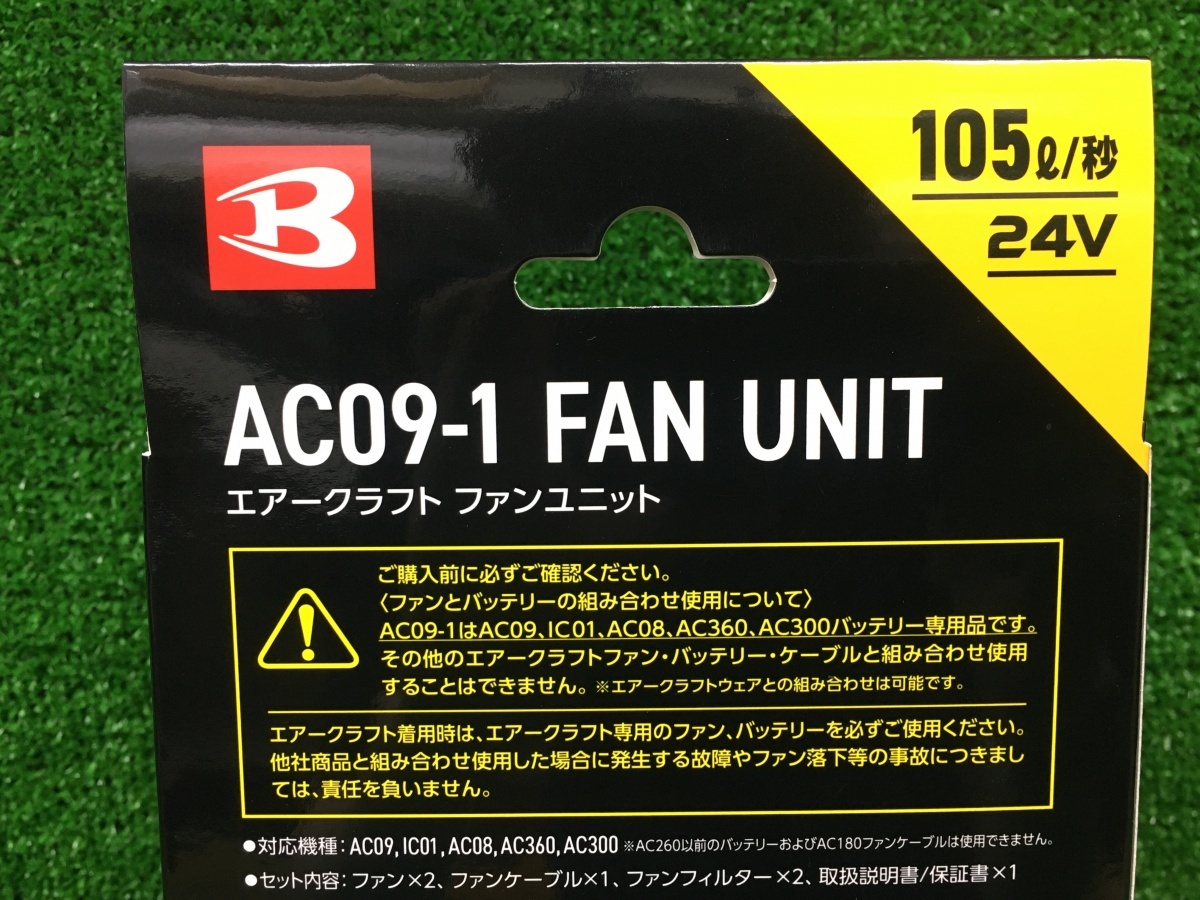 105ℓ/秒
24V
B
AC09-1 FAN UNIT
エアークラフト ファンユニット
ご購入前に必ずご確認ください。
〈ファンとバッテリーの組み合わせ使用について〉
AC09-1はAC09、IC01、AC08、AC360、AC300バッテリー専用品です。
その他のエアークラフトファン・バッテリー・ケーブルと組み合わせ使用
することはできません。※エアークラフトウェアとの組み合わせは可能です。
エアークラフト着用時は、エアークラフト専用のファン、バッテリーを必ずご使用ください。
他社商品と組み合わせ使用した場合に発生する故障やファン落下等の事故につきまし
ては、責任を負いません。
●対応機種：AC09, IC01, AC08, AC360, AC300 ※AC260以前のバッテリーおよびAC180ファンケーブルは使用できません。
●セット内容：ファン×2、ファンケーブル×1、ファンフィルター×2、取扱説明書/保証書×1